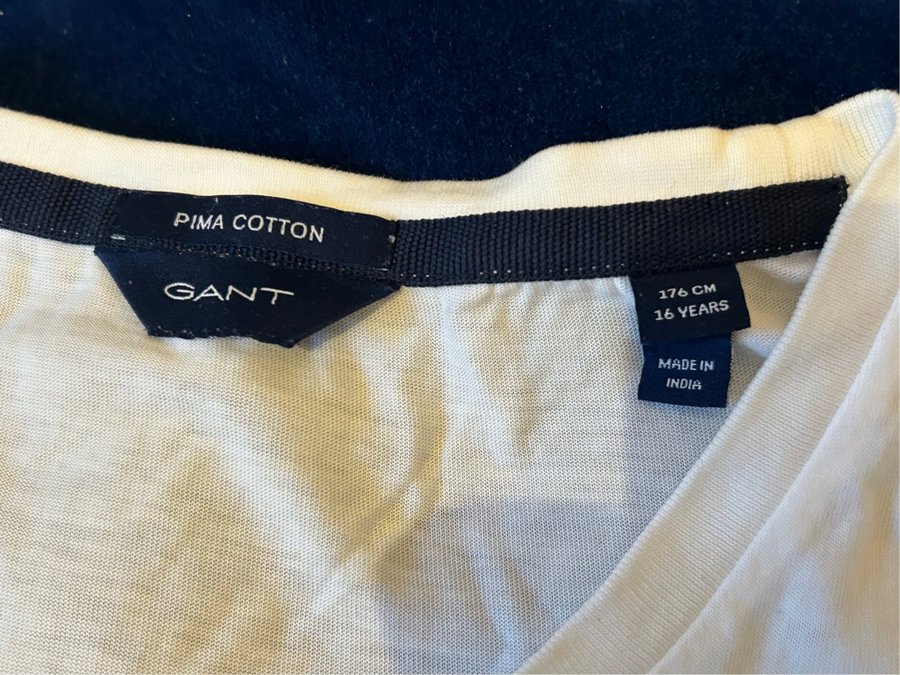 PIMA COTTON
GANT
176 CM
16 YEARS
MADE IN
INDIA